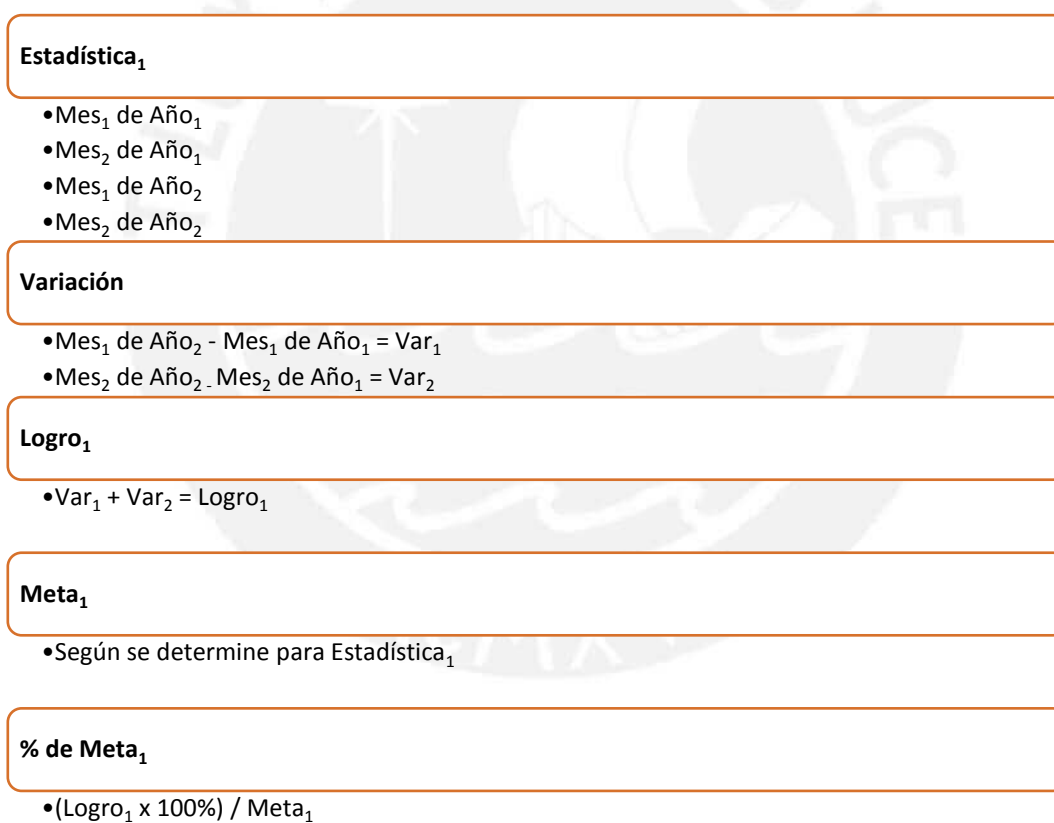 Estadística₁
•Mes₁ de Año₁
•Mes₂ de Año₁
•Mes₁ de Año₂
•Mes₂ de Año₂
Variación
•Mes₁ de Año₂ - Mes₁ de Año₁ = Var₁
•Mes₂ de Año₂ - Mes₂ de Año₁ = Var₂
Logro₁
•Var₁ + Var₂ = Logro₁
Meta₁
•Según se determine para Estadística₁
% de Meta₁
•(Logro₁ x 100%) / Meta₁